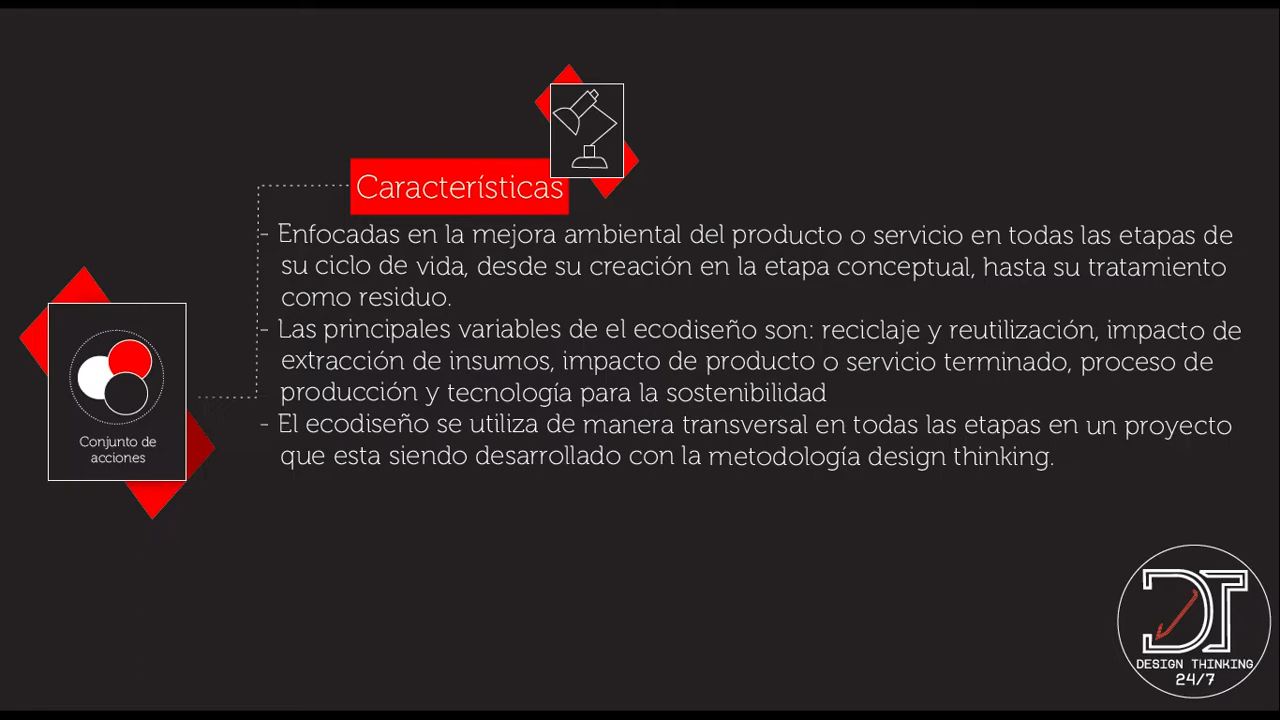 Características
- Enfocadas en la mejora ambiental del producto o servicio en todas las etapas de
su ciclo de vida, desde su creación en la etapa conceptual, hasta su tratamiento
como residuo.
- Las principales variables de el ecodiseño son: reciclaje y reutilización, impacto de
extracción de insumos, impacto de producto o servicio terminado, proceso de
producción y tecnología para la sostenibilidad
- El ecodiseño se utiliza de manera transversal en todas las etapas en un proyecto
que esta siendo desarrollado con la metodología design thinking.
Conjunto de
acciones
DT
DESIGN THINKING
24/7